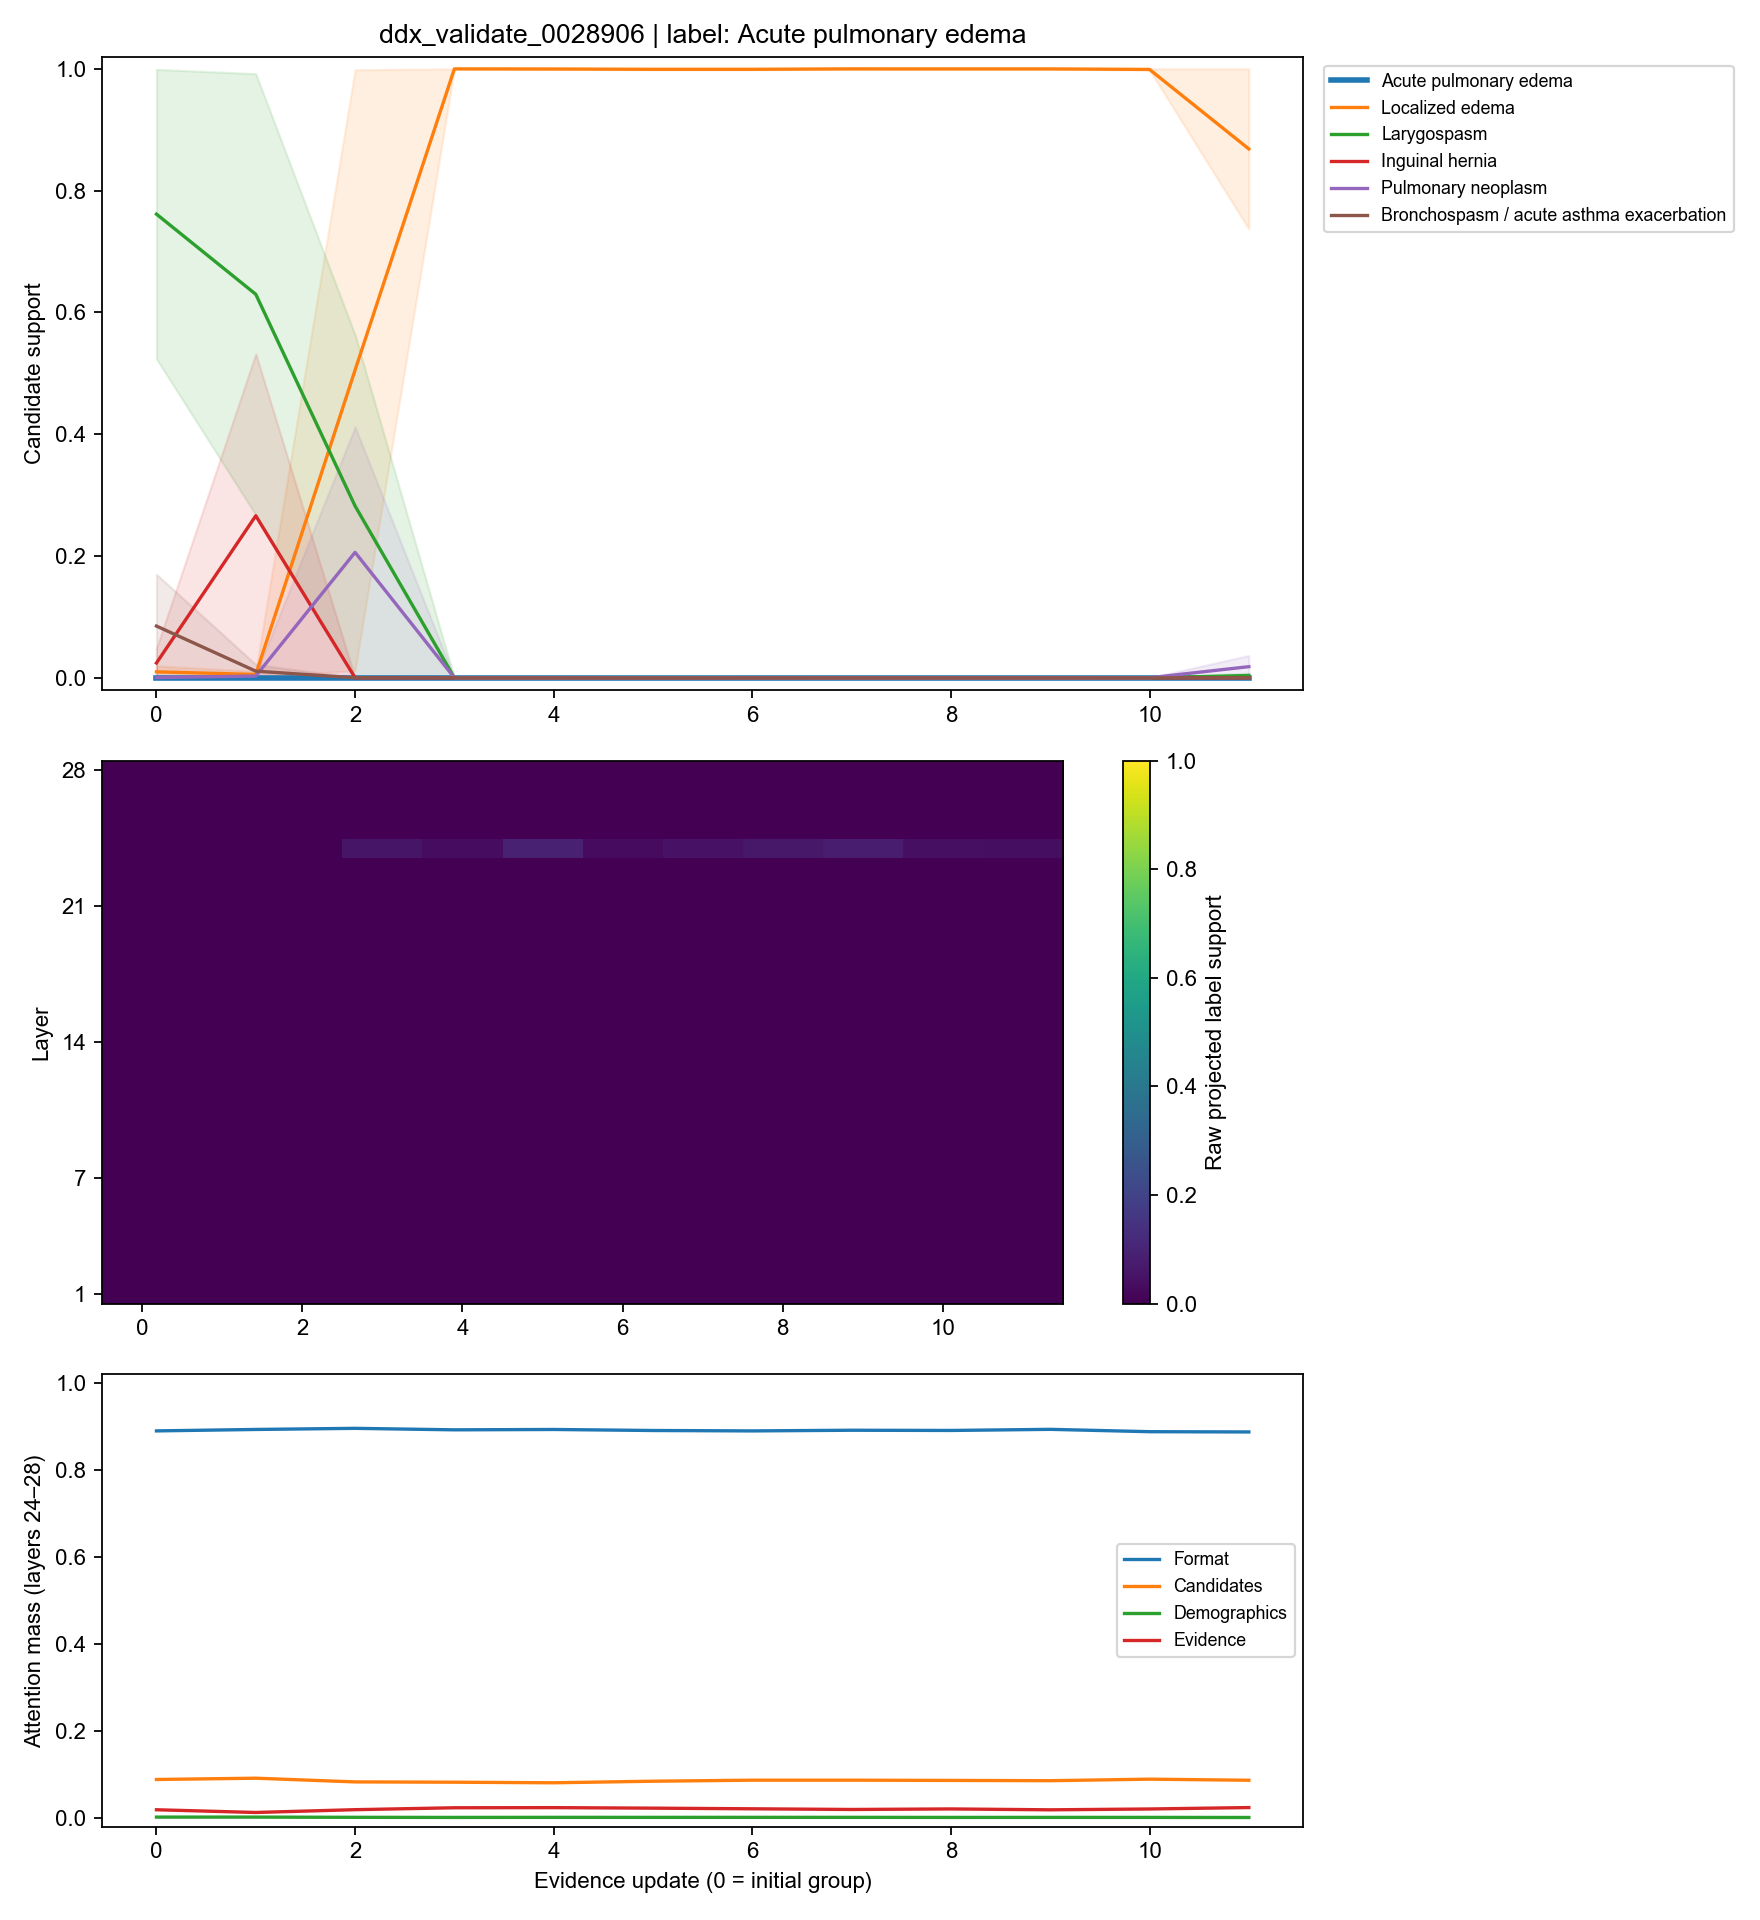 ddx_validate_0028906 | label: Acute pulmonary edema
Candidate support
1.0
0.8
0.6
0.4
0.2
0.0
0 2 4 6 8 10
Acute pulmonary edema
Localized edema
Larygospasm
Inguinal hernia
Pulmonary neoplasm
Bronchospasm / acute asthma exacerbation
Layer
28
21
14
7
1
0 2 4 6 8 10
1.0
0.8
0.6
0.4
0.2
0.0
Raw projected label support
Attention mass (layers 24–28)
1.0
0.8
0.6
0.4
0.2
0.0
Format
Candidates
Demographics
Evidence
0 2 4 6 8 10
Evidence update (0 = initial group)